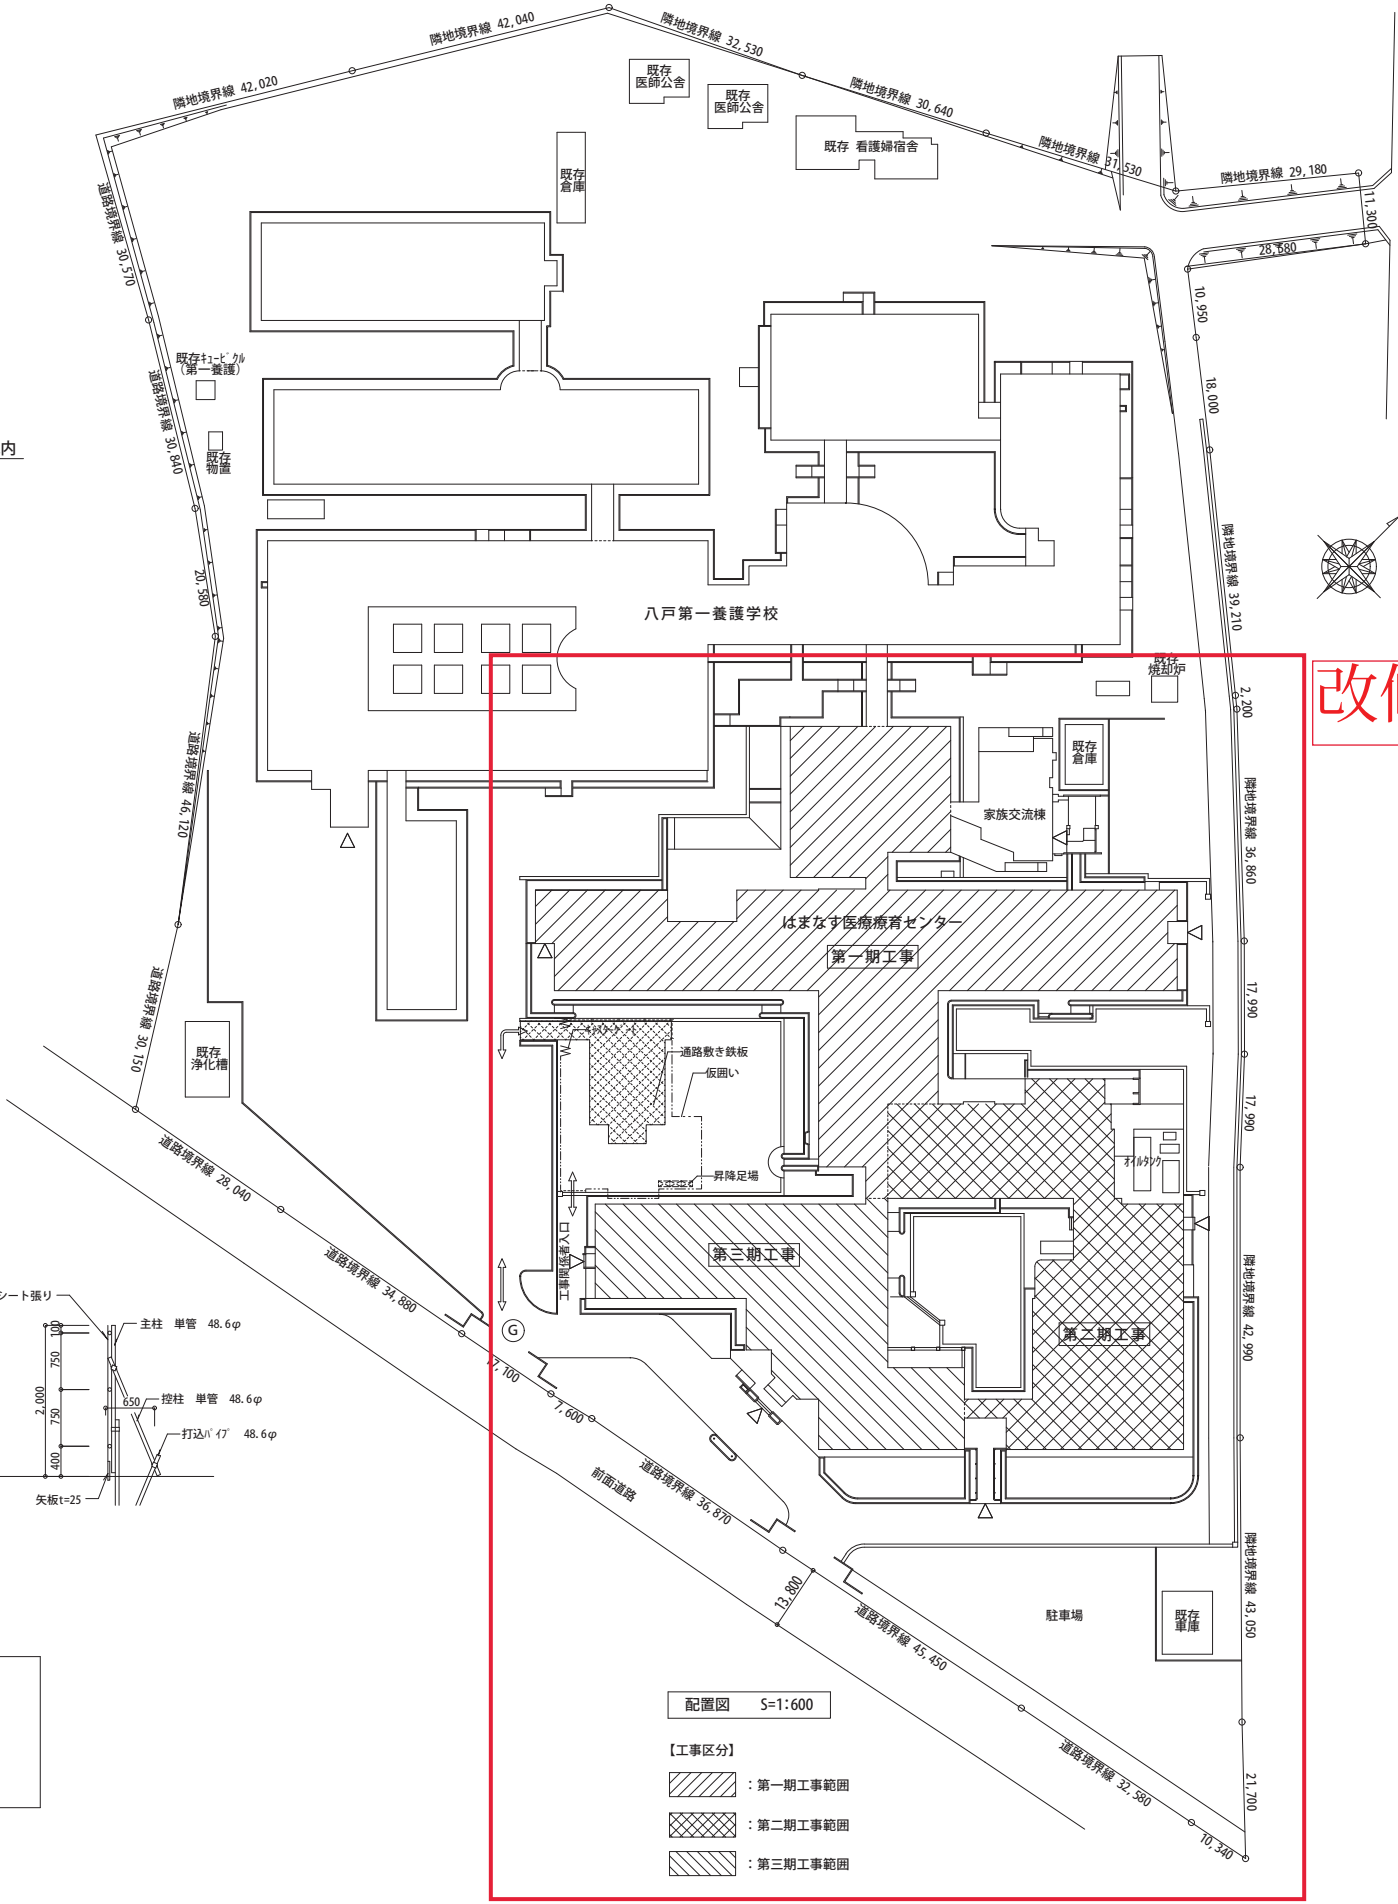 隣地境界線 42,040
隣地境界線 32,530
隣地境界線 42,020
既存
医師公舎
既存
医師公舎
隣地境界線 30,640
既存 看護婦宿舎
隣地境界線 31,530
隣地境界線 29,180
11,300
28,580
既存
倉庫
道路境界線 30,570
10,950
既存ｷｭｰﾋﾞｸﾙ
(第一養護)
18,000
道路境界線 30,840
内
既存
物置
隣地境界線 39,210
20,580
八戸第一養護学校
既存
焼却炉
2,200
改
道路境界線 46,120
既存
倉庫
家族交流棟
隣地境界線 36,860
はまなす医療療育センター
第一期工事
道路境界線 30,150
17,990
既存
浄化槽
通路敷き鉄板
仮囲い
17,990
道路境界線 28,040
ｵｲﾙﾀﾝｸ
昇降足場
工事関係者入口
第三期工事
道路境界線 34,880
隣地境界線 42,990
シート張り
主柱 単管 48.6φ
100
750
2,000
750
400
650
控柱 単管 48.6φ
打込ﾊﾟｲﾌﾟ 48.6φ
矢板t=25
G
第二期工事
17,100
7,600
前面道路
道路境界線 36,870
隣地境界線 43,050
13,800
道路境界線 45,450
駐車場
既存
車庫
配置図 S=1:600
【工事区分】
：第一期工事範囲
：第二期工事範囲
：第三期工事範囲
道路境界線 32,580
21,700
10,340